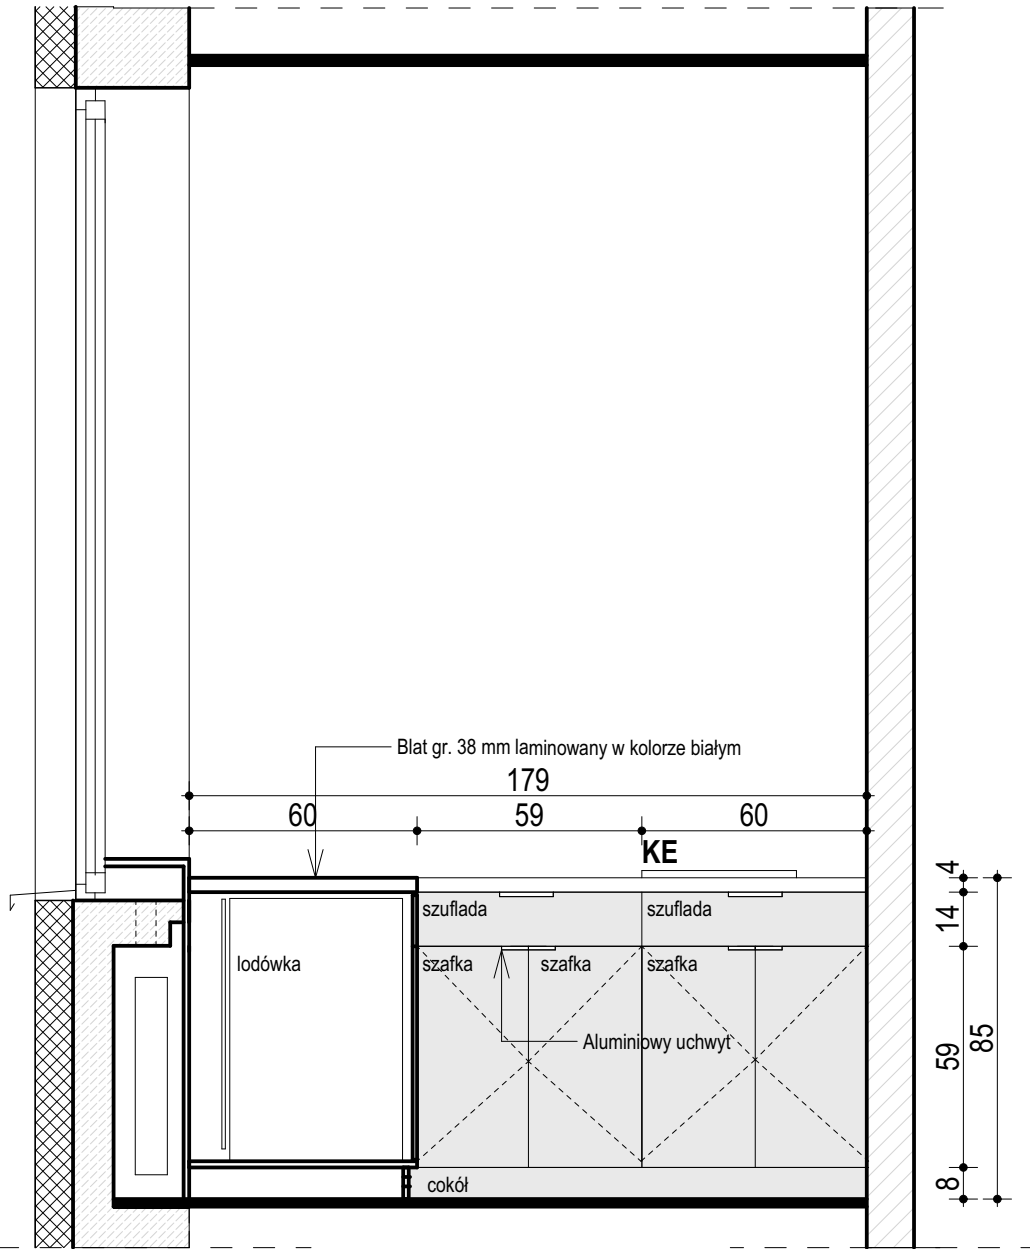 Blat gr. 38 mm laminowany w kolorze białym
179
60 59 60
KE
4
szuflada szuflada
14
lodówka szafka szafka szafka
Aluminiowy uchwyt
59
85
cokół
8